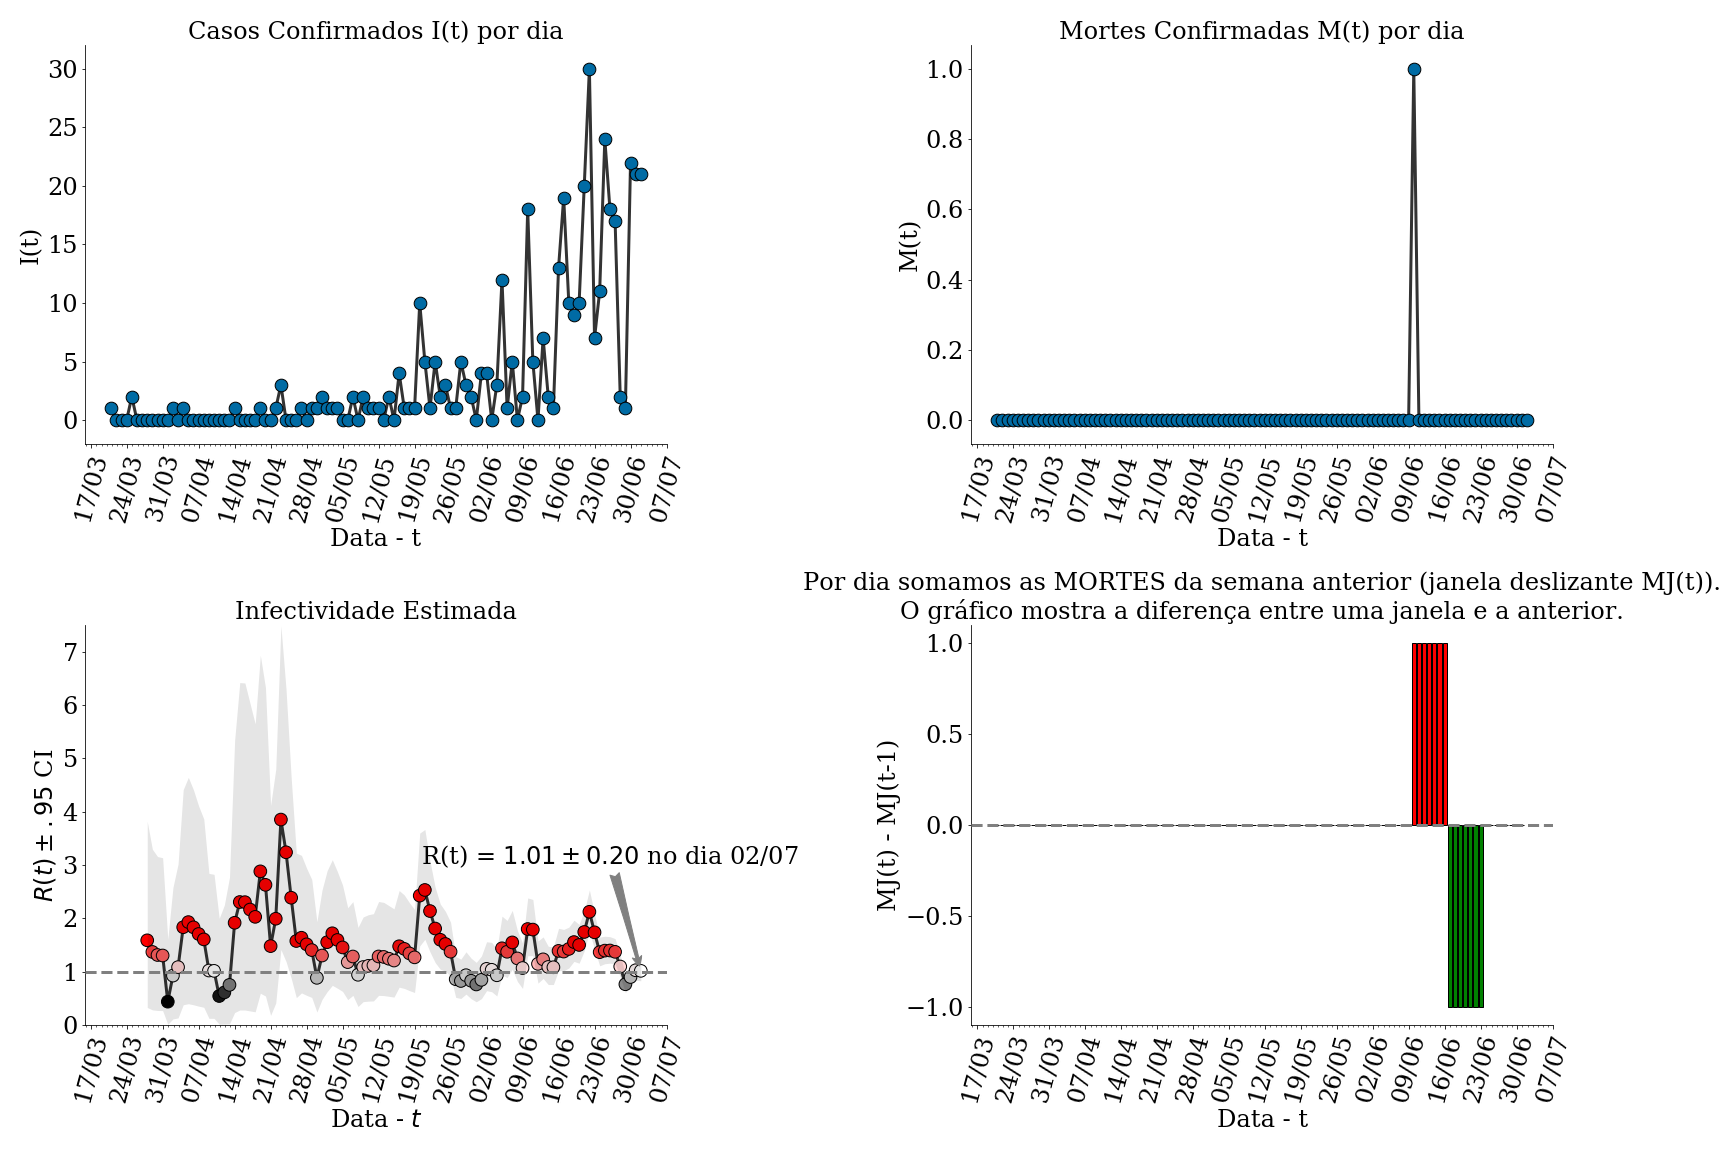 Casos Confirmados I(t) por dia
I(t)
30
25
20
15
10
5
0
17/03 24/03 31/03 07/04 14/04 21/04 28/04 05/05 12/05 19/05 26/05 02/06 09/06 16/06 23/06 30/06 07/07
Data - t
Mortes Confirmadas M(t) por dia
M(t)
1.0
0.8
0.6
0.4
0.2
0.0
17/03 24/03 31/03 07/04 14/04 21/04 28/04 05/05 12/05 19/05 26/05 02/06 09/06 16/06 23/06 30/06 07/07
Data - t
Infectividade Estimada
R(t) ± .95 CI
7
6
5
4
3
2
1
0
R(t) = 1.01 ± 0.20 no dia 02/07
17/03 24/03 31/03 07/04 14/04 21/04 28/04 05/05 12/05 19/05 26/05 02/06 09/06 16/06 23/06 30/06 07/07
Data - t
Por dia somamos as MORTES da semana anterior (janela deslizante MJ(t)).
O gráfico mostra a diferença entre uma janela e a anterior.
MJ(t) - MJ(t-1)
1.0
0.5
0.0
−0.5
−1.0
17/03 24/03 31/03 07/04 14/04 21/04 28/04 05/05 12/05 19/05 26/05 02/06 09/06 16/06 23/06 30/06 07/07
Data - t